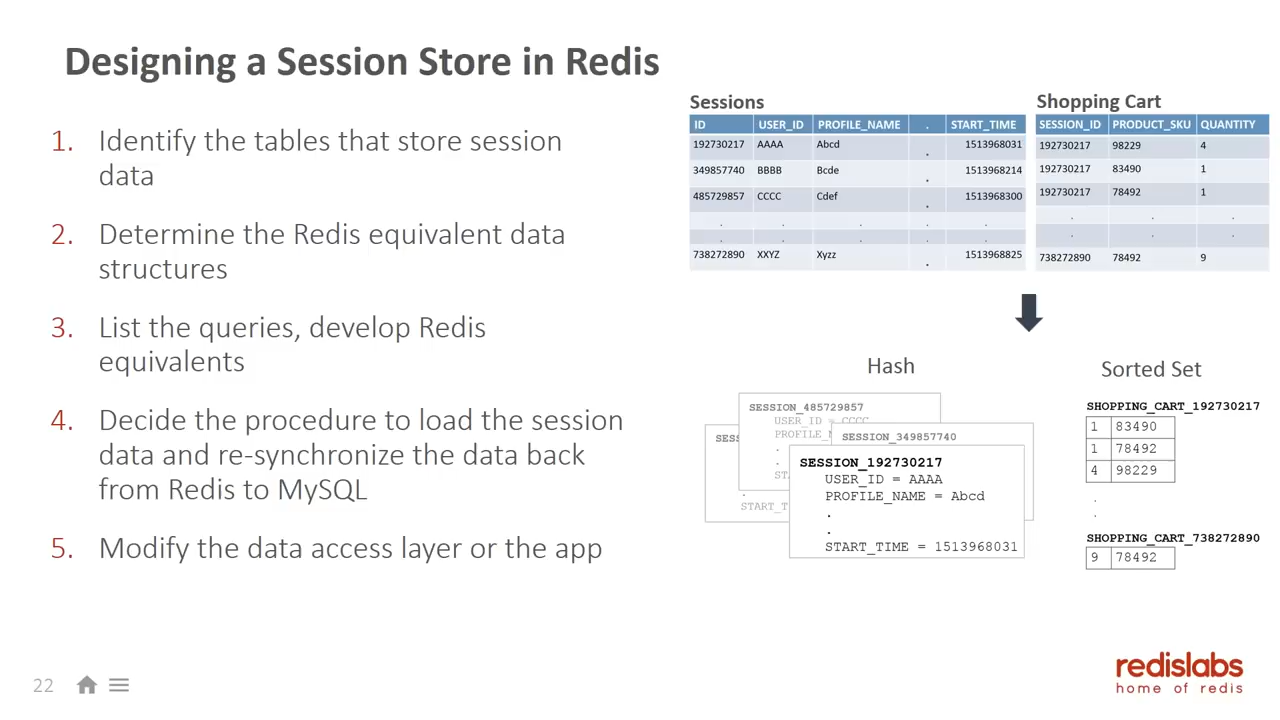 Designing a Session Store in Redis
1. Identify the tables that store session
data
2. Determine the Redis equivalent data
structures
3. List the queries, develop Redis
equivalents
4. Decide the procedure to load the session
data and re-synchronize the data back
from Redis to MySQL
5. Modify the data access layer or the app
Sessions
ID USER_ID PROFILE_NAME . START_TIME
192730217 AAAA Abcd . 1513968031
349857740 BBBB Bcde . 1513968214
485729857 CCCC Cdef . 1513968300
. . . . .
. . . . .
738272890 XXYZ Xyzz . 1513968825
Shopping Cart
SESSION_ID PRODUCT_SKU QUANTITY
192730217 98229 4
192730217 83490 1
192730217 78492 1
. . .
. . .
738272890 78492 9
Hash
SESSION_485729857
USER_ID = CCCC
PROFILE_N
.
.
STA
SESS
.
START_T
SESSION_349857740
SESSION_192730217
USER_ID = AAAA
PROFILE_NAME = Abcd
.
.
START_TIME = 1513968031
Sorted Set
SHOPPING_CART_192730217
1 83490
1 78492
4 98229
.
.
SHOPPING_CART_738272890
9 78492
22
redislabs
home of redis